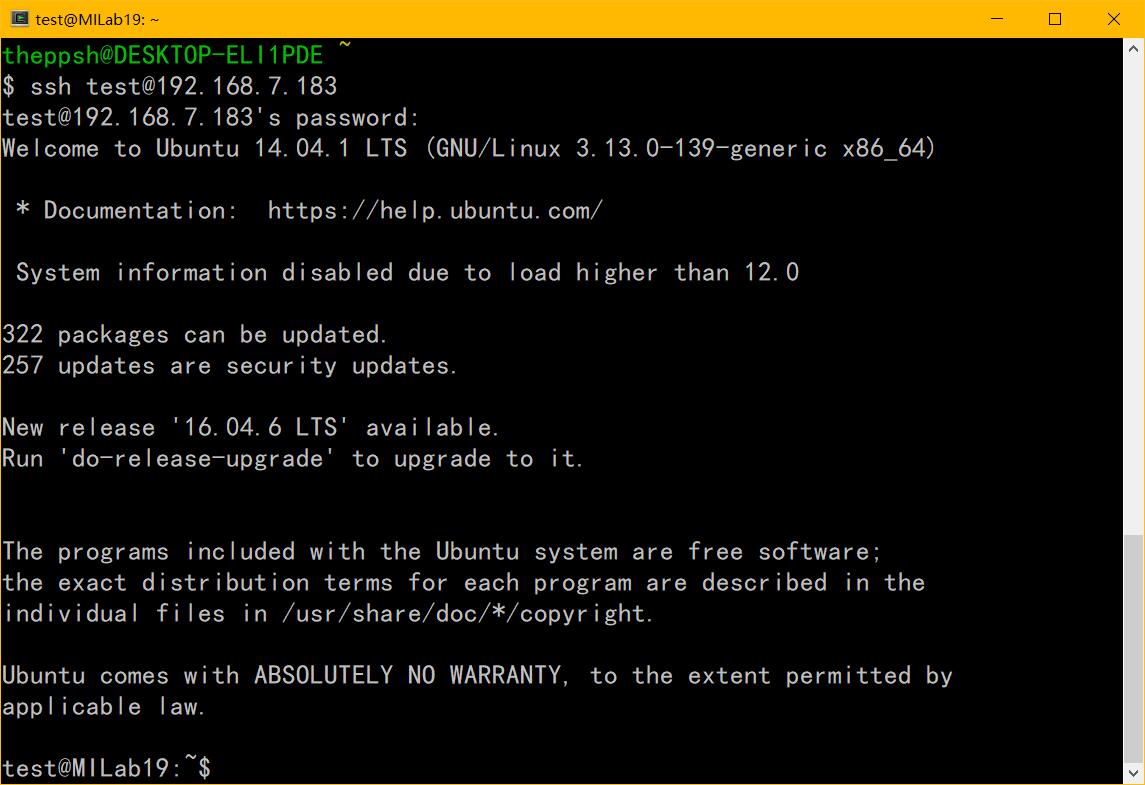 test@MILab19: ~
theppsh@DESKTOP-ELI1PDE ~
$ ssh test@192.168.7.183
test@192.168.7.183's password:
Welcome to Ubuntu 14.04.1 LTS (GNU/Linux 3.13.0-139-generic x86_64)
* Documentation:  https://help.ubuntu.com/
System information disabled due to load higher than 12.0
322 packages can be updated.
257 updates are security updates.
New release '16.04.6 LTS' available.
Run 'do-release-upgrade' to upgrade to it.
The programs included with the Ubuntu system are free software;
the exact distribution terms for each program are described in the
individual files in /usr/share/doc/*/copyright.
Ubuntu comes with ABSOLUTELY NO WARRANTY, to the extent permitted by
applicable law.
test@MILab19:~$